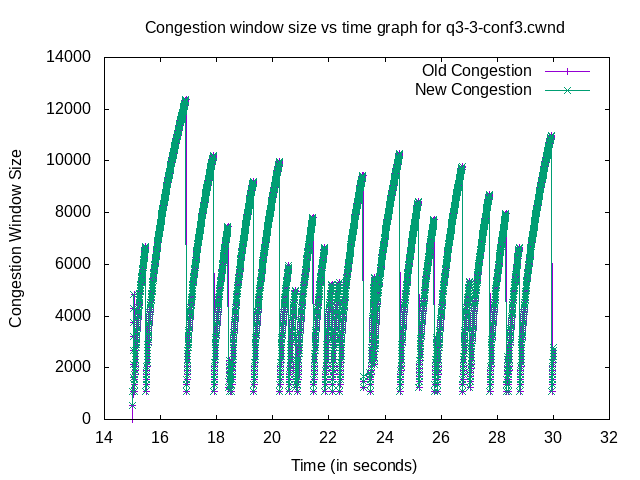 Congestion window size vs time graph for q3-3-conf3.cwnd
14000
12000
10000
8000
6000
4000
2000
0
Congestion Window Size
Old Congestion
New Congestion
14 16 18 20 22 24 26 28 30 32
Time (in seconds)